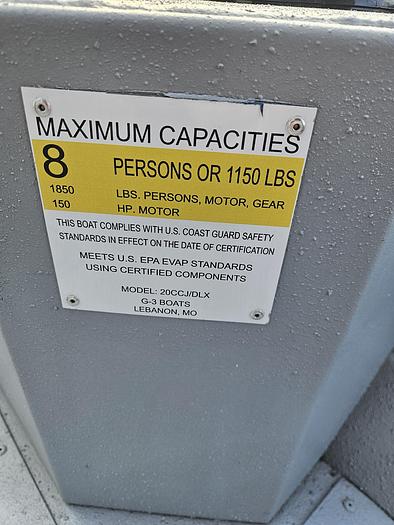 MAXIMUM CAPACITIES
8 PERSONS OR 1150 LBS
1850 LBS. PERSONS, MOTOR, GEAR
150 HP. MOTOR
THIS BOAT COMPLIES WITH U.S. COAST GUARD SAFETY
STANDARDS IN EFFECT ON THE DATE OF CERTIFICATION
MEETS U.S. EPA EVAP STANDARDS
USING CERTIFIED COMPONENTS
MODEL: 20CCJ/DLX
G-3 BOATS
LEBANON, MO